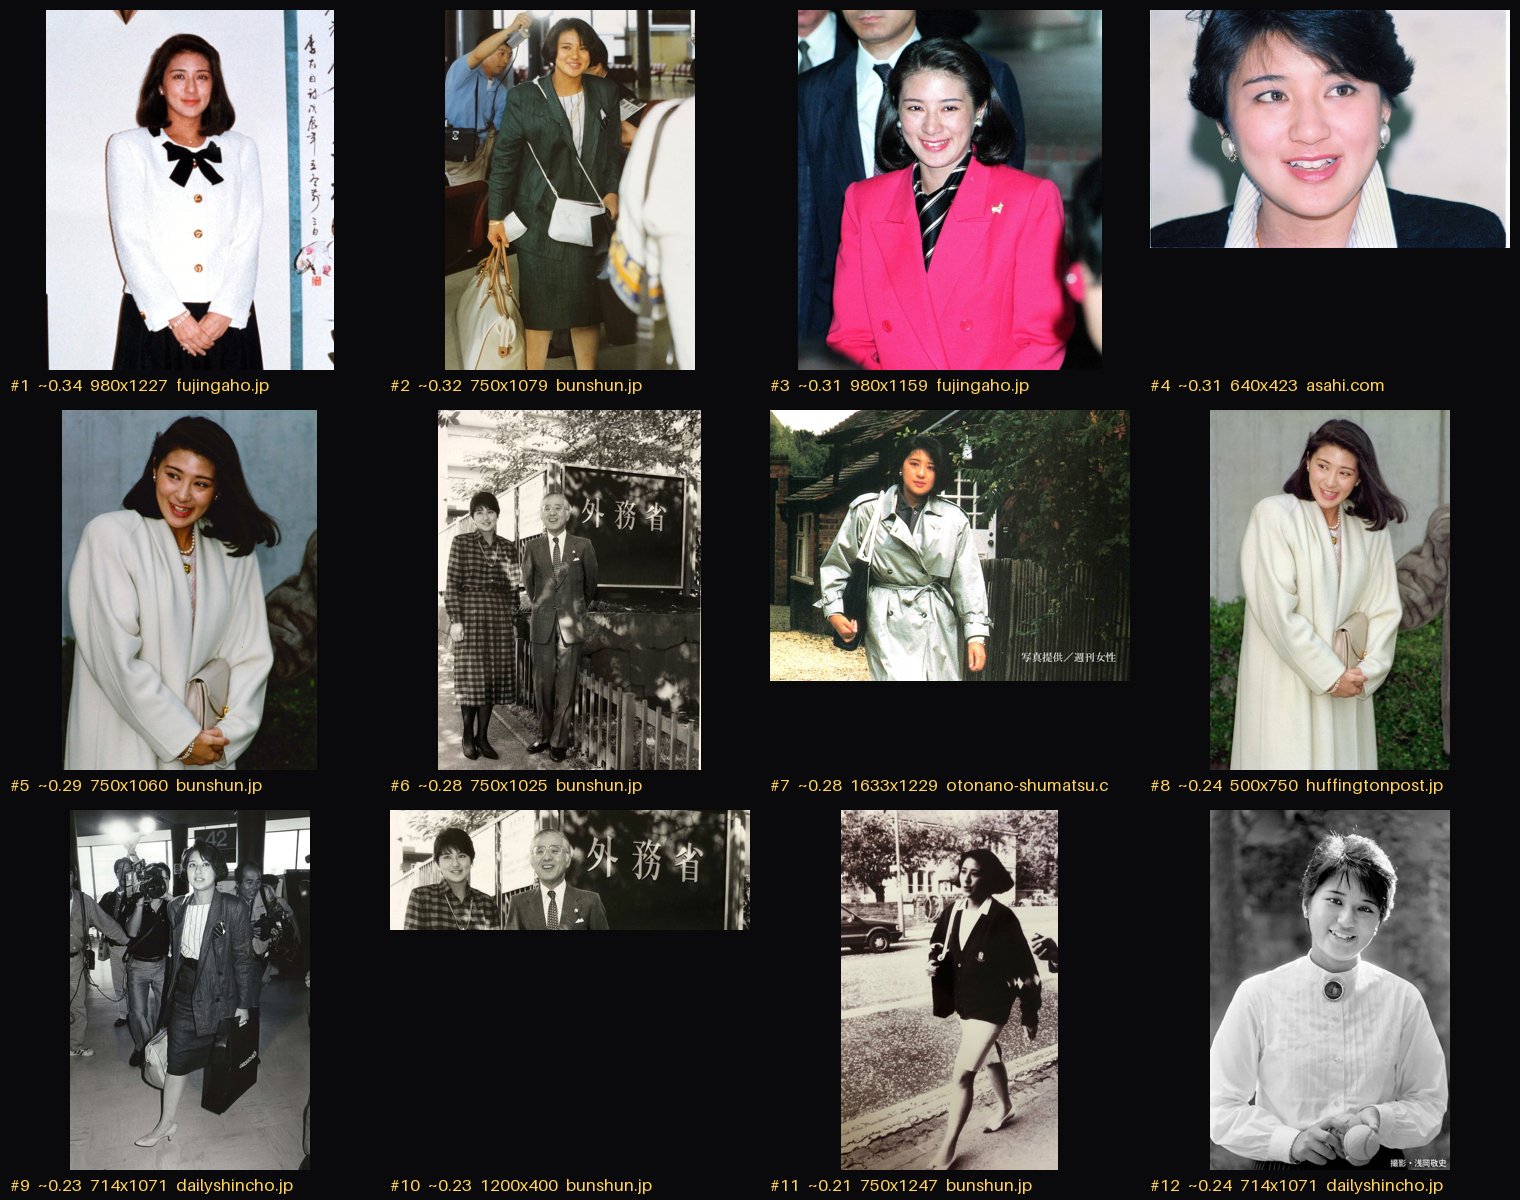 #1 ~0.34 980x1227 fujingaho.jp
#2 ~0.32 750x1079 bunshun.jp
#3 ~0.31 980x1159 fujingaho.jp
#4 ~0.31 640x423 asahi.com
外務省
写真提供／週刊女性
#5 ~0.29 750x1060 bunshun.jp
#6 ~0.28 750x1025 bunshun.jp
#7 ~0.28 1633x1229 otonano-shumatsu.c
#8 ~0.24 500x750 huffingtonpost.jp
42
外務省
撮影・浅岡敬史
#9 ~0.23 714x1071 dailyshincho.jp
#10 ~0.23 1200x400 bunshun.jp
#11 ~0.21 750x1247 bunshun.jp
#12 ~0.24 714x1071 dailyshincho.jp